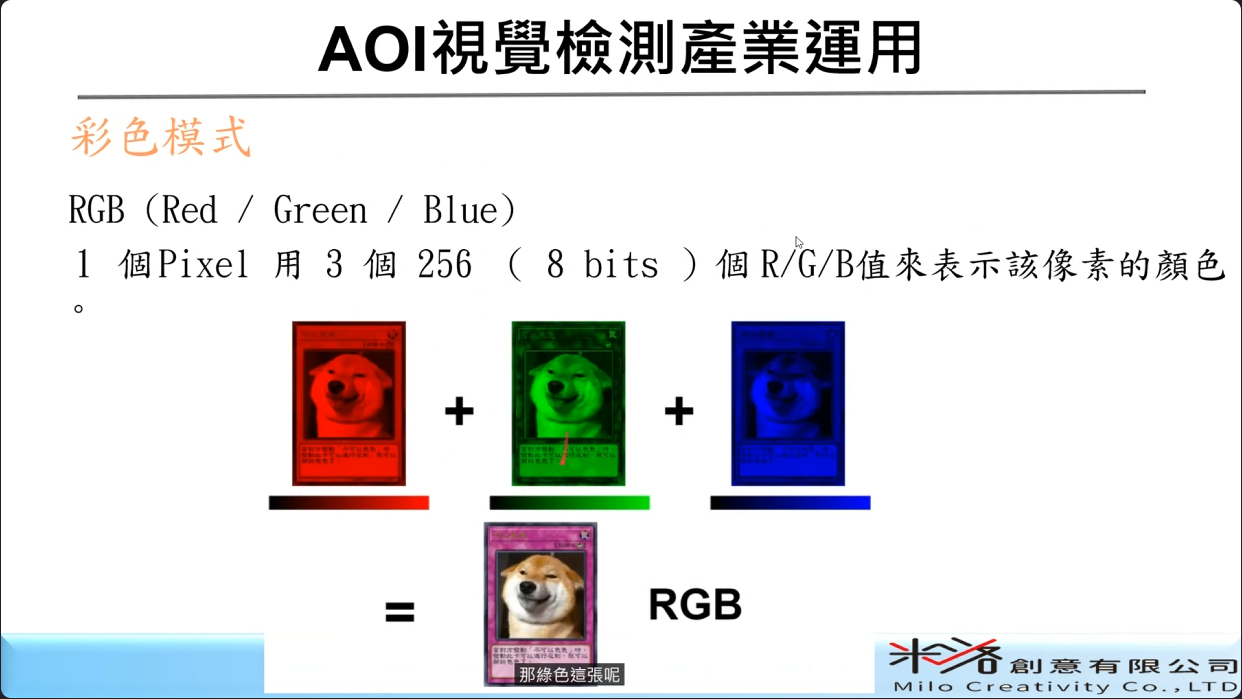 AOI視覺檢測產業運用
彩色模式
RGB (Red / Green / Blue)
1 個Pixel 用 3 個 256 ( 8 bits ) 個 R/G/B值來表示該像素的顏色
。
+
+
=
RGB
那綠色這張呢
米洛創意有限公司
Milo Creativity Co.,LTD